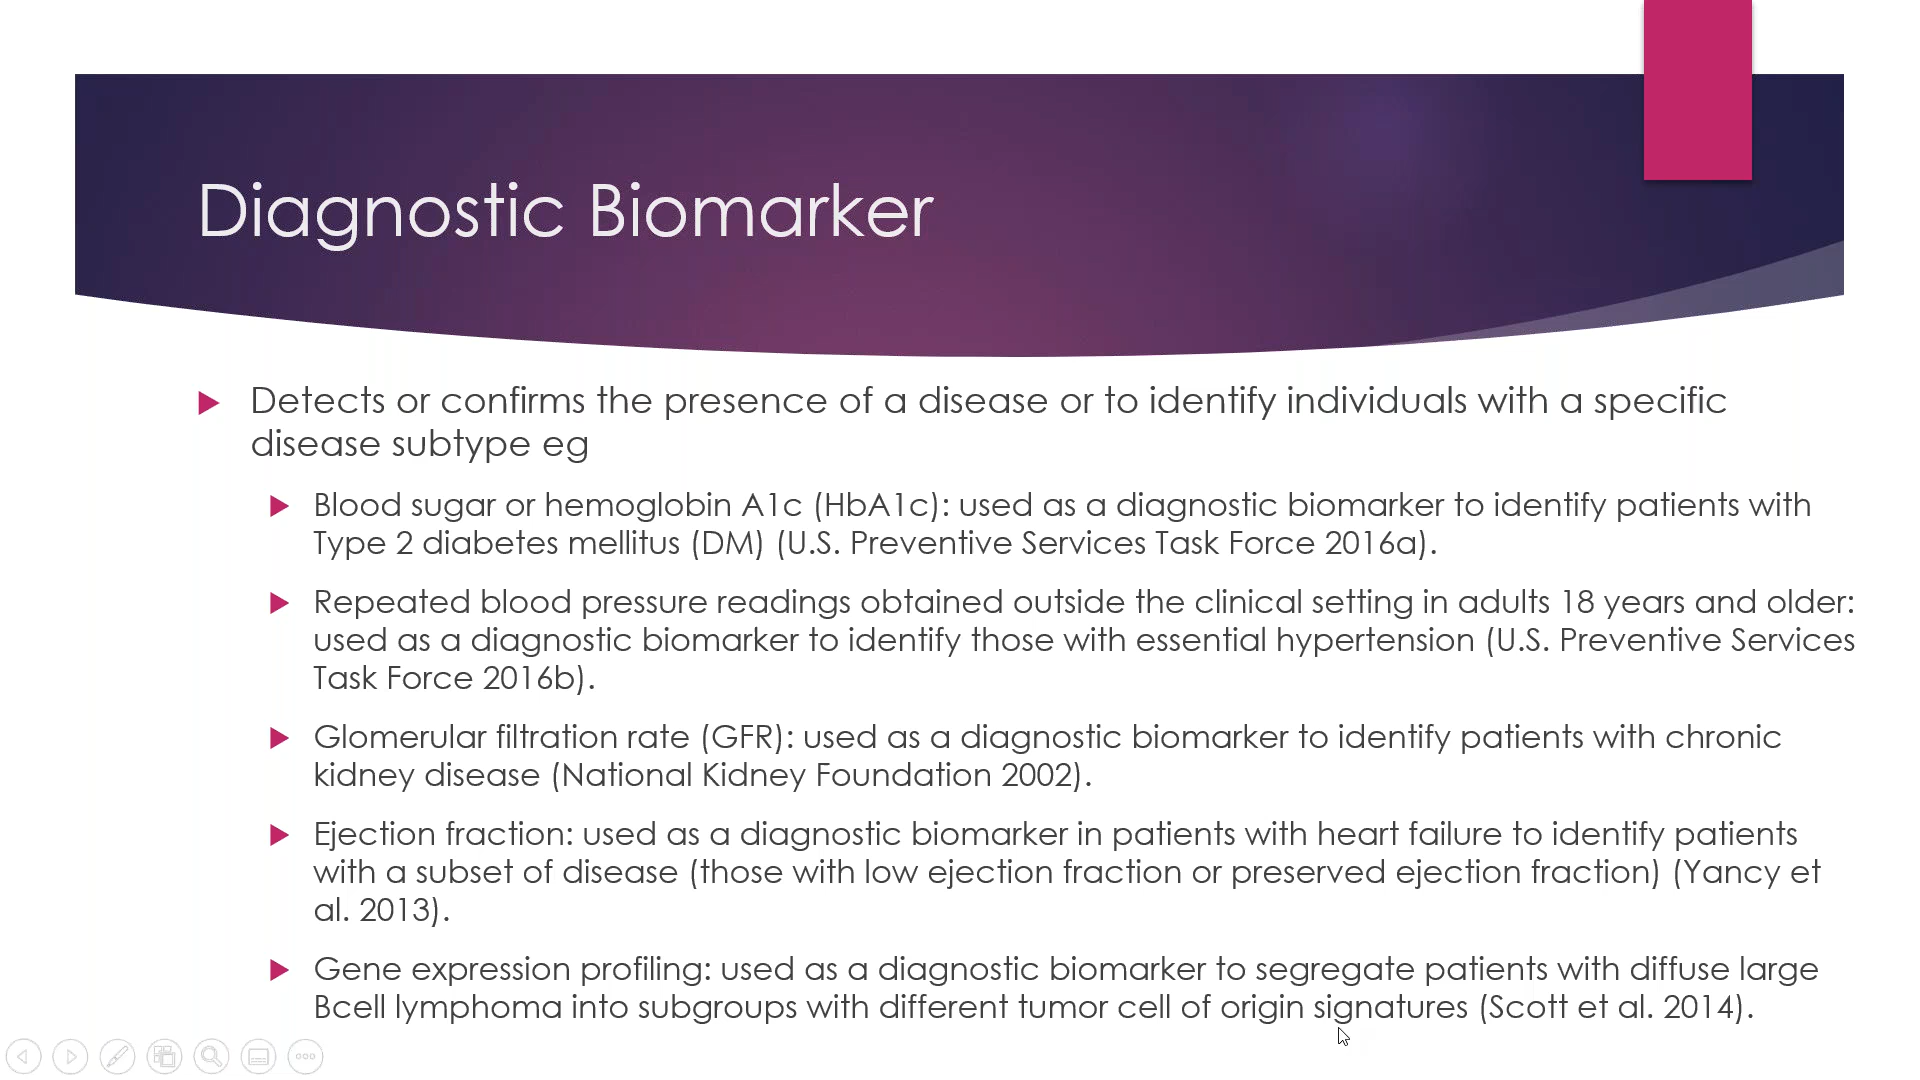 Diagnostic Biomarker
Detects or confirms the presence of a disease or to identify individuals with a specific
disease subtype eg
Blood sugar or hemoglobin A1c (HbA1c): used as a diagnostic biomarker to identify patients with
Type 2 diabetes mellitus (DM) (U.S. Preventive Services Task Force 2016a).
Repeated blood pressure readings obtained outside the clinical setting in adults 18 years and older:
used as a diagnostic biomarker to identify those with essential hypertension (U.S. Preventive Services
Task Force 2016b).
Glomerular filtration rate (GFR): used as a diagnostic biomarker to identify patients with chronic
kidney disease (National Kidney Foundation 2002).
Ejection fraction: used as a diagnostic biomarker in patients with heart failure to identify patients
with a subset of disease (those with low ejection fraction or preserved ejection fraction) (Yancy et
al. 2013).
Gene expression profiling: used as a diagnostic biomarker to segregate patients with diffuse large
Bcell lymphoma into subgroups with different tumor cell of origin signatures (Scott et al. 2014).